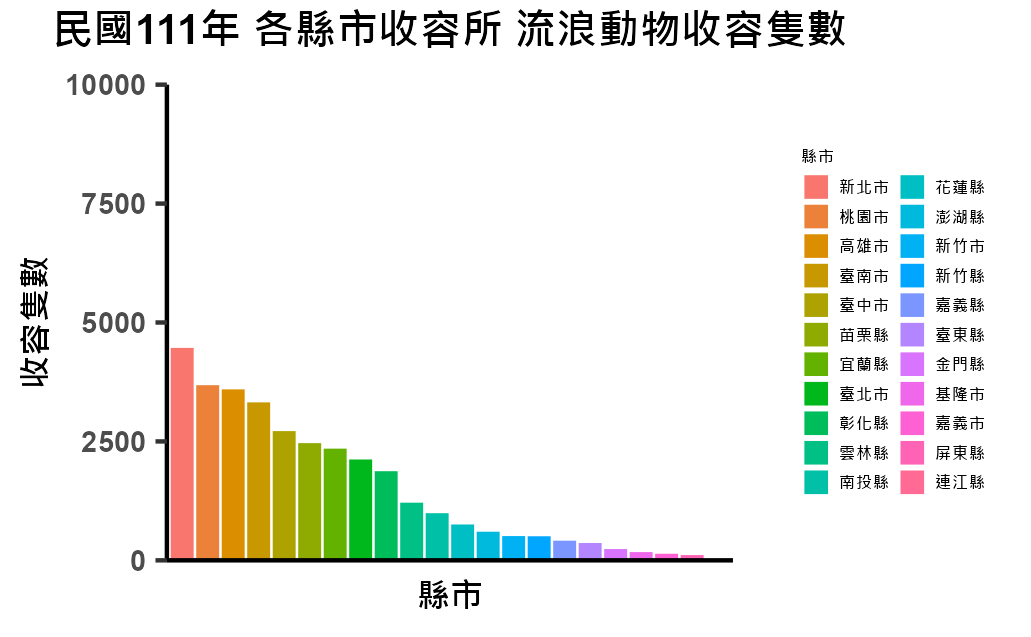 民國111年 各縣市收容所 流浪動物收容隻數
收容隻數
10000
7500
5000
2500
0
縣市
縣市
新北市
桃園市
高雄市
臺南市
臺中市
苗栗縣
宜蘭縣
臺北市
彰化縣
雲林縣
南投縣
花蓮縣
澎湖縣
新竹市
新竹縣
嘉義縣
臺東縣
金門縣
基隆市
嘉義市
屏東縣
連江縣